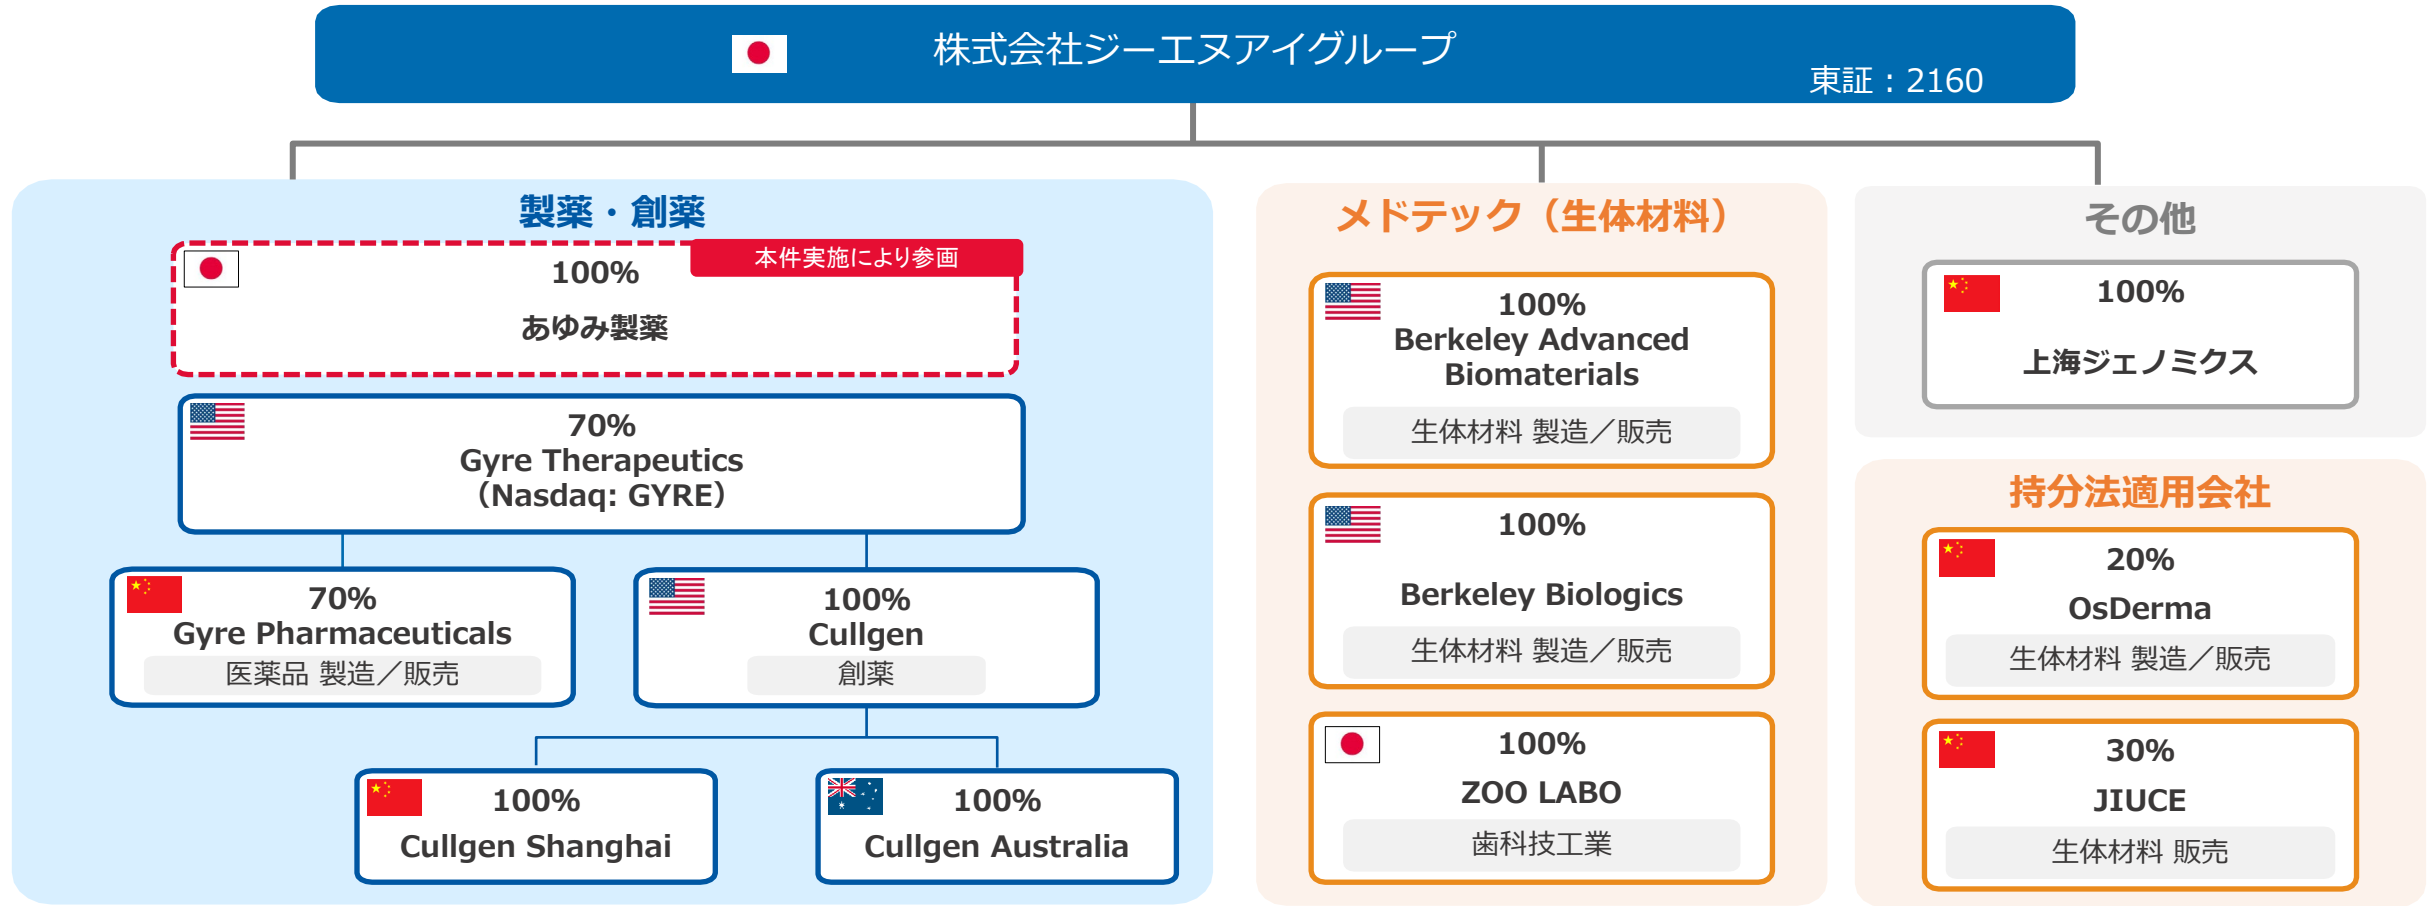 株式会社ジーエヌアイグループ
東証：2160
製薬・創薬
本件実施により参画
100%
あゆみ製薬
70%
Gyre Therapeutics
（Nasdaq: GYRE）
70%
Gyre Pharmaceuticals
医薬品 製造／販売
100%
Cullgen
創薬
100%
Cullgen Shanghai
100%
Cullgen Australia
メドテック（生体材料）
100%
Berkeley Advanced
Biomaterials
生体材料 製造／販売
100%
Berkeley Biologics
生体材料 製造／販売
100%
ZOO LABO
歯科技工業
その他
100%
上海ジェノミクス
持分法適用会社
20%
OsDerma
生体材料 製造／販売
30%
JIUCE
生体材料 販売